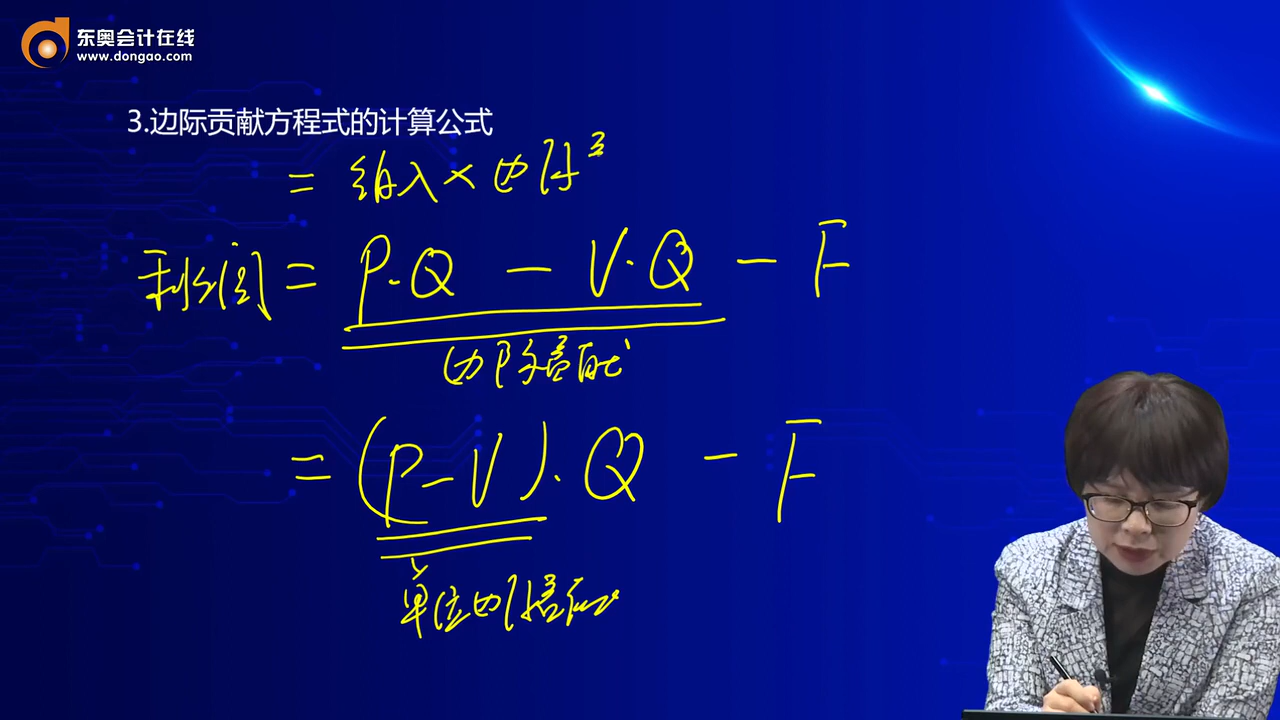 东奥会计在线
www.dongao.com
3.边际贡献方程式的计算公式
= 销入×边际
利润 = P·Q - V·Q - F
边际贡献
= (P-V)·Q - F
单位边际贡献